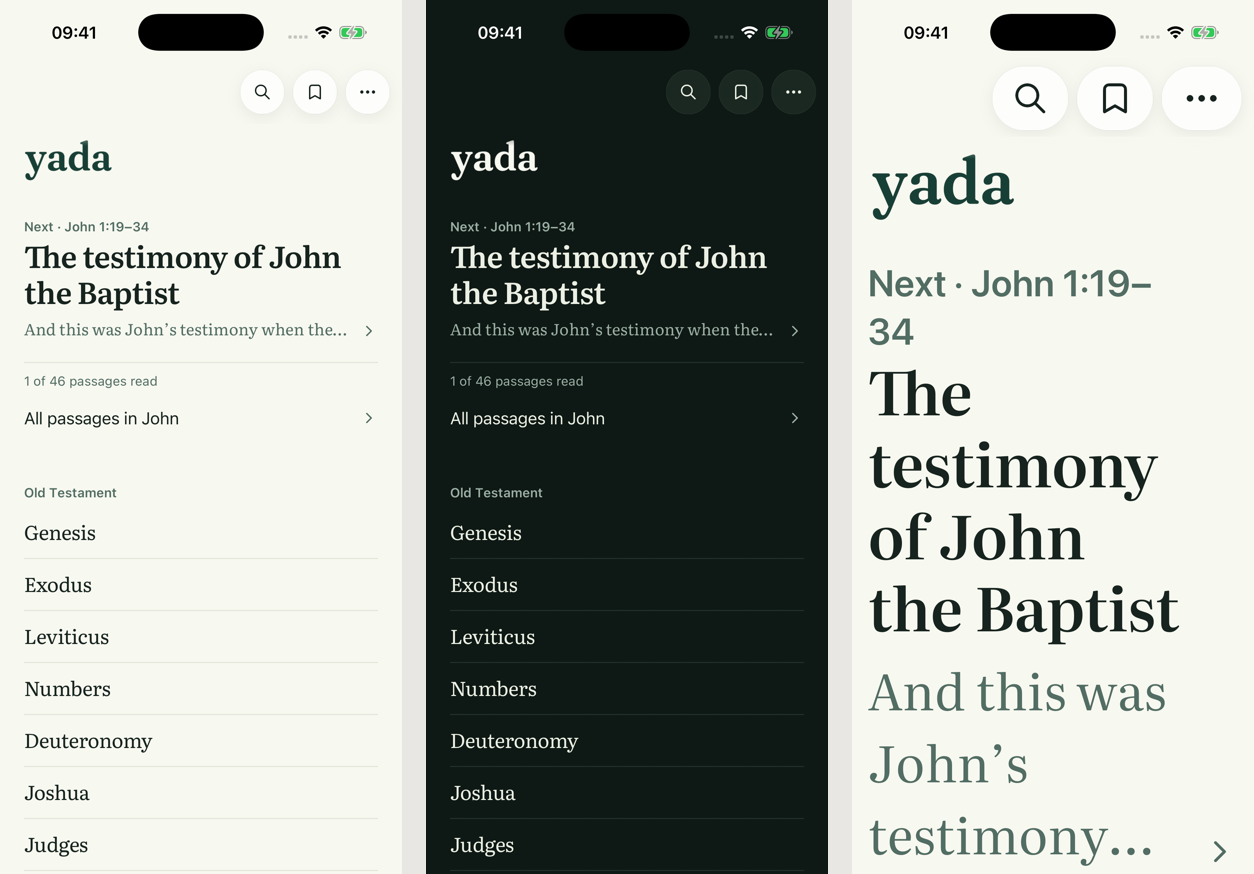 09:41
yada
Next · John 1:19–34
The testimony of John
the Baptist
And this was John’s testimony when the…
1 of 46 passages read
All passages in John
Old Testament
Genesis
Exodus
Leviticus
Numbers
Deuteronomy
Joshua
Judges
09:41
yada
Next · John 1:19–34
The testimony of John
the Baptist
And this was John’s testimony when the…
1 of 46 passages read
All passages in John
Old Testament
Genesis
Exodus
Leviticus
Numbers
Deuteronomy
Joshua
Judges
09:41
yada
Next · John 1:19–
34
The
testimony
of John
the Baptist
And this was
John’s
testimony…